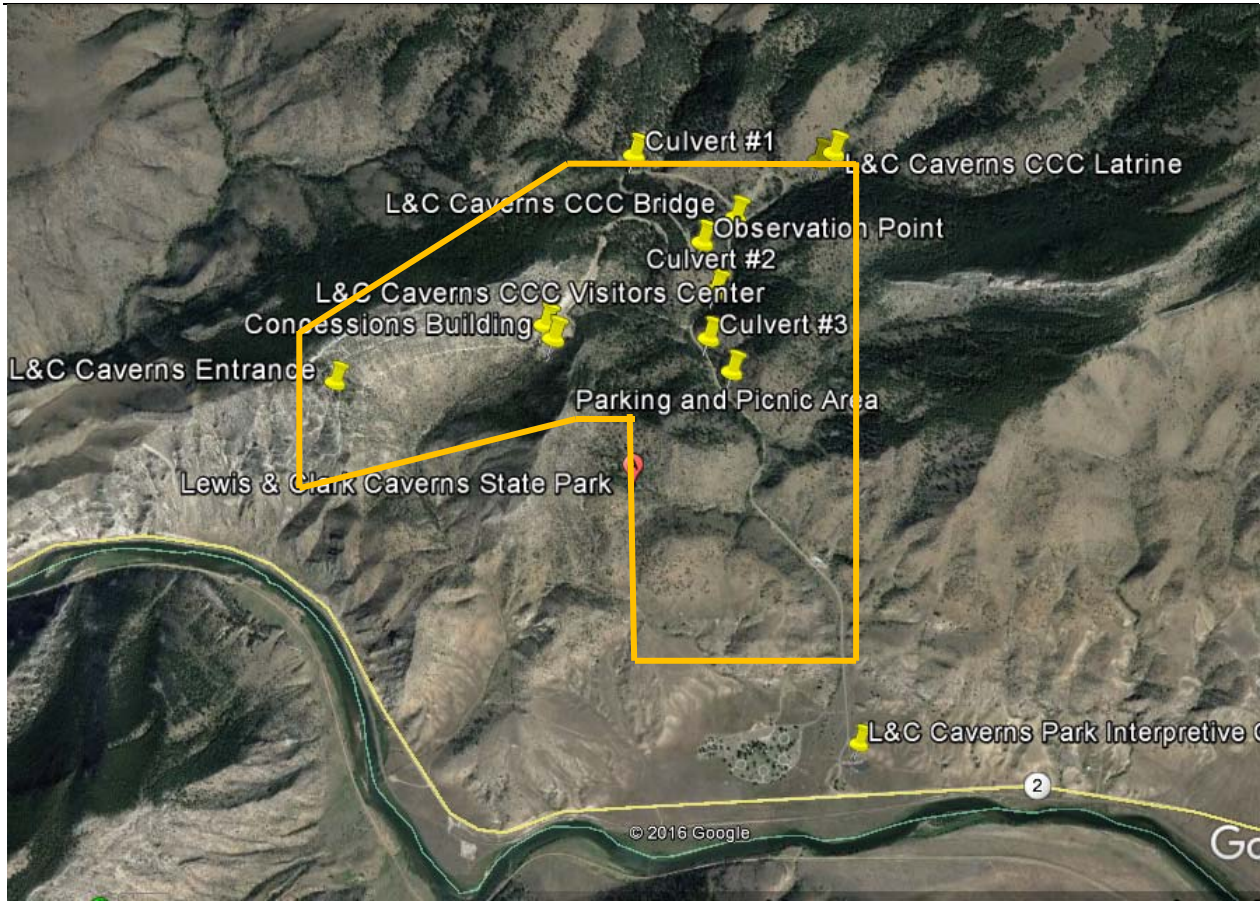 Culvert #1
L&C Caverns CCC Latrine
L&C Caverns CCC Bridge
Observation Point
Culvert #2
L&C Caverns CCC Visitors Center
Concessions Building
Culvert #3
L&C Caverns Entrance
Parking and Picnic Area
Lewis & Clark Caverns State Park
L&C Caverns Park Interpretive
2
© 2016 Google
Go